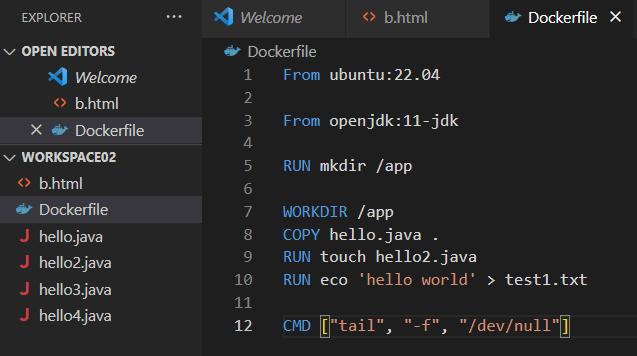 EXPLORER ...
OPEN EDITORS
Welcome
b.html
Dockerfile
WORKSPACE02
b.html
Dockerfile
hello.java
hello2.java
hello3.java
hello4.java
Welcome b.html Dockerfile
Dockerfile
1 From ubuntu:22.04
2
3 From openjdk:11-jdk
4
5 RUN mkdir /app
6
7 WORKDIR /app
8 COPY hello.java .
9 RUN touch hello2.java
10 RUN eco 'hello world' > test1.txt
11
12 CMD ["tail", "-f", "/dev/null"]